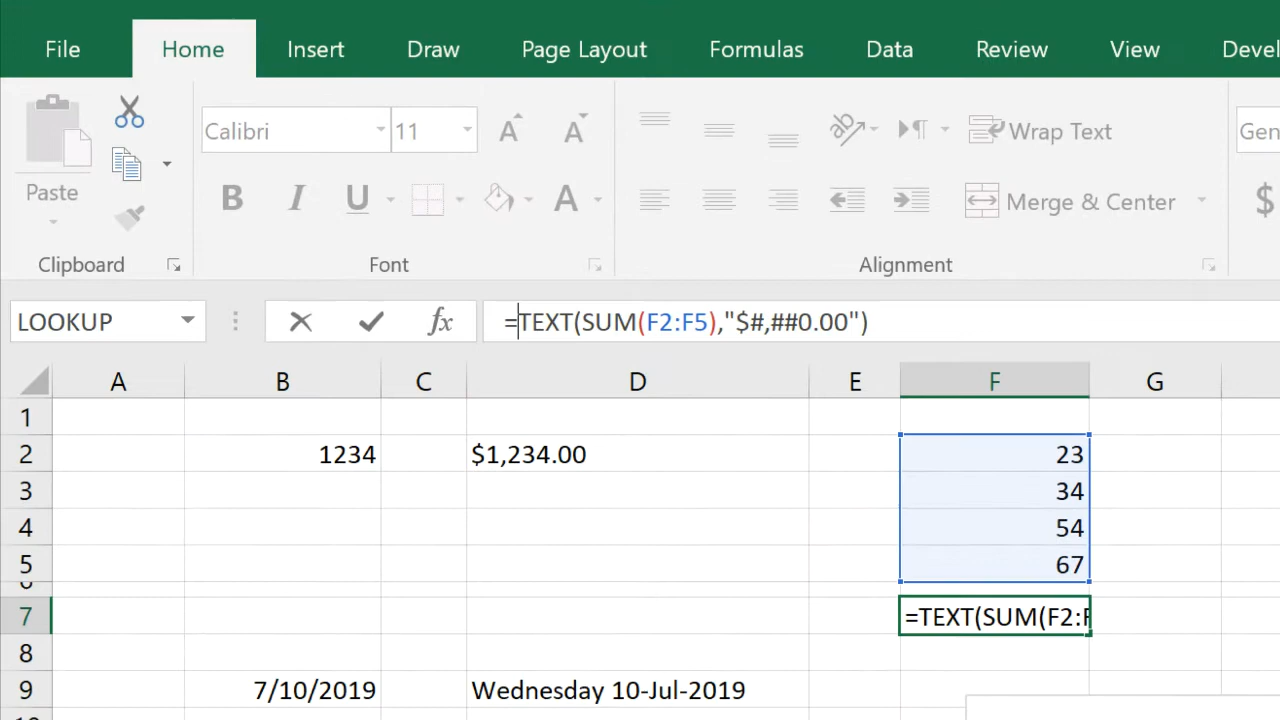 File Home Insert Draw Page Layout Formulas Data Review View Devel
Calibri 11 A A Wrap Text Gen
Paste B I U A Merge & Center $
Clipboard Font Alignment
LOOKUP fx =TEXT(SUM(F2:F5),"$#,##0.00")
A B C D E F G
1
2 1234 $1,234.00 23
3 34
4 54
5 67
6
7 =TEXT(SUM(F2:F
8
9 7/10/2019 Wednesday 10-Jul-2019
10